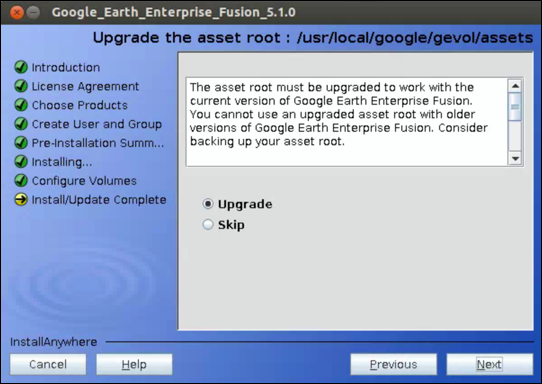 Google_Earth_Enterprise_Fusion_5.1.0
Upgrade the asset root : /usr/local/google/gevol/assets
Introduction
License Agreement
Choose Products
Create User and Group
Pre-Installation Summ...
Installing...
Configure Volumes
Install/Update Complete
The asset root must be upgraded to work with the
current version of Google Earth Enterprise Fusion.
You cannot use an upgraded asset root with older
versions of Google Earth Enterprise Fusion. Consider
backing up your asset root.
Upgrade
Skip
InstallAnywhere
Cancel
Help
Previous
Next